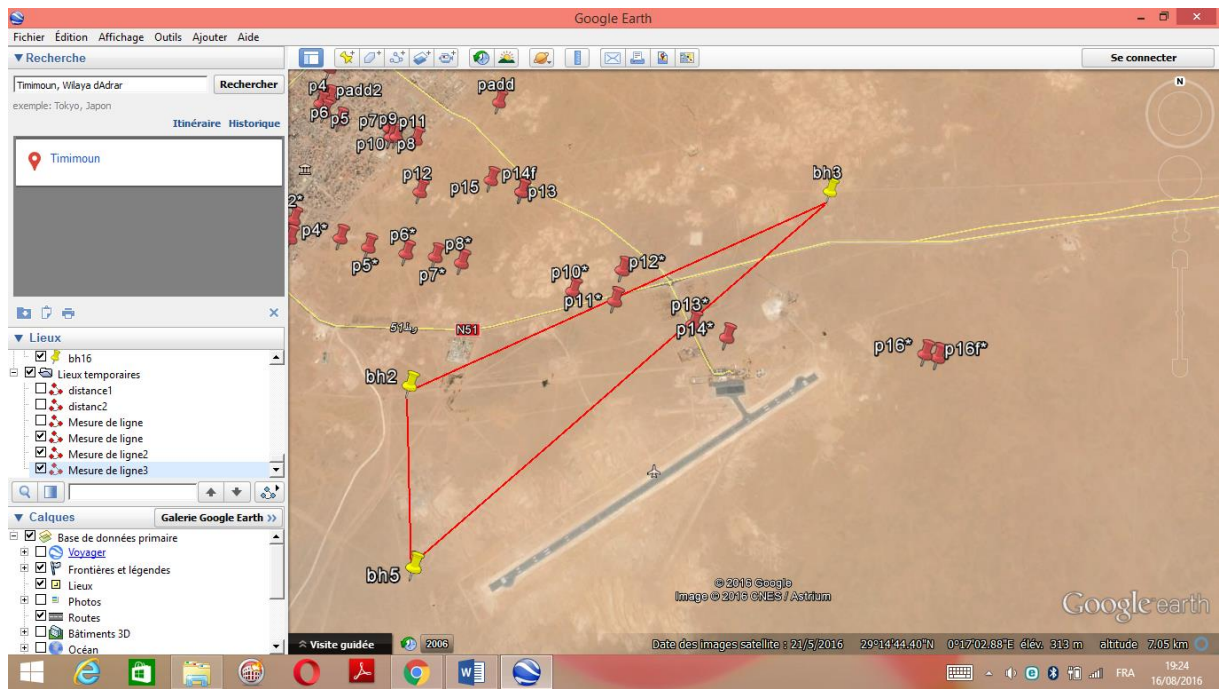 Google Earth
Fichier Édition Affichage Outils Ajouter Aide
Recherche
Se connecter
Timimoun, Wilaya dAdrar
Rechercher
exemple: Tokyo, Japon
Itinéraire Historique
Timimoun
Lieux
bh16
Lieux temporaires
distance1
distanc2
Mesure de ligne
Mesure de ligne
Mesure de ligne2
Mesure de ligne3
Calques
Galerie Google Earth >>
Base de données primaire
Voyager
Frontières et légendes
Lieux
Photos
Routes
Bâtiments 3D
Océan
p4 padd2 padd
p6 p5 p7 p9 p11
p10 p8
p12 p15 p14f p13
bh3
2*
p4* p6* p8*
p5* p7*
p10* p12*
p11* p13*
N51
p14*
p16* p16f*
bh2
bh5
© 2016 Google
Image © 2016 CNES / Astrium
Google earth
Visite guidée
2006
Date des images satellite : 21/5/2016 29°14'44.40"N 0°17'02.88"E élév. 313 m altitude 7.05 km
N
FRA
19:24
16/08/2016